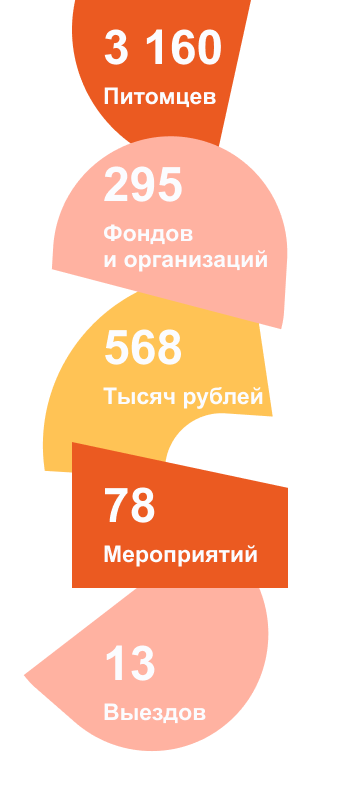 3 160
Питомцев
295
Фондов
и организаций
568
Тысяч рублей
78
Мероприятий
13
Выездов